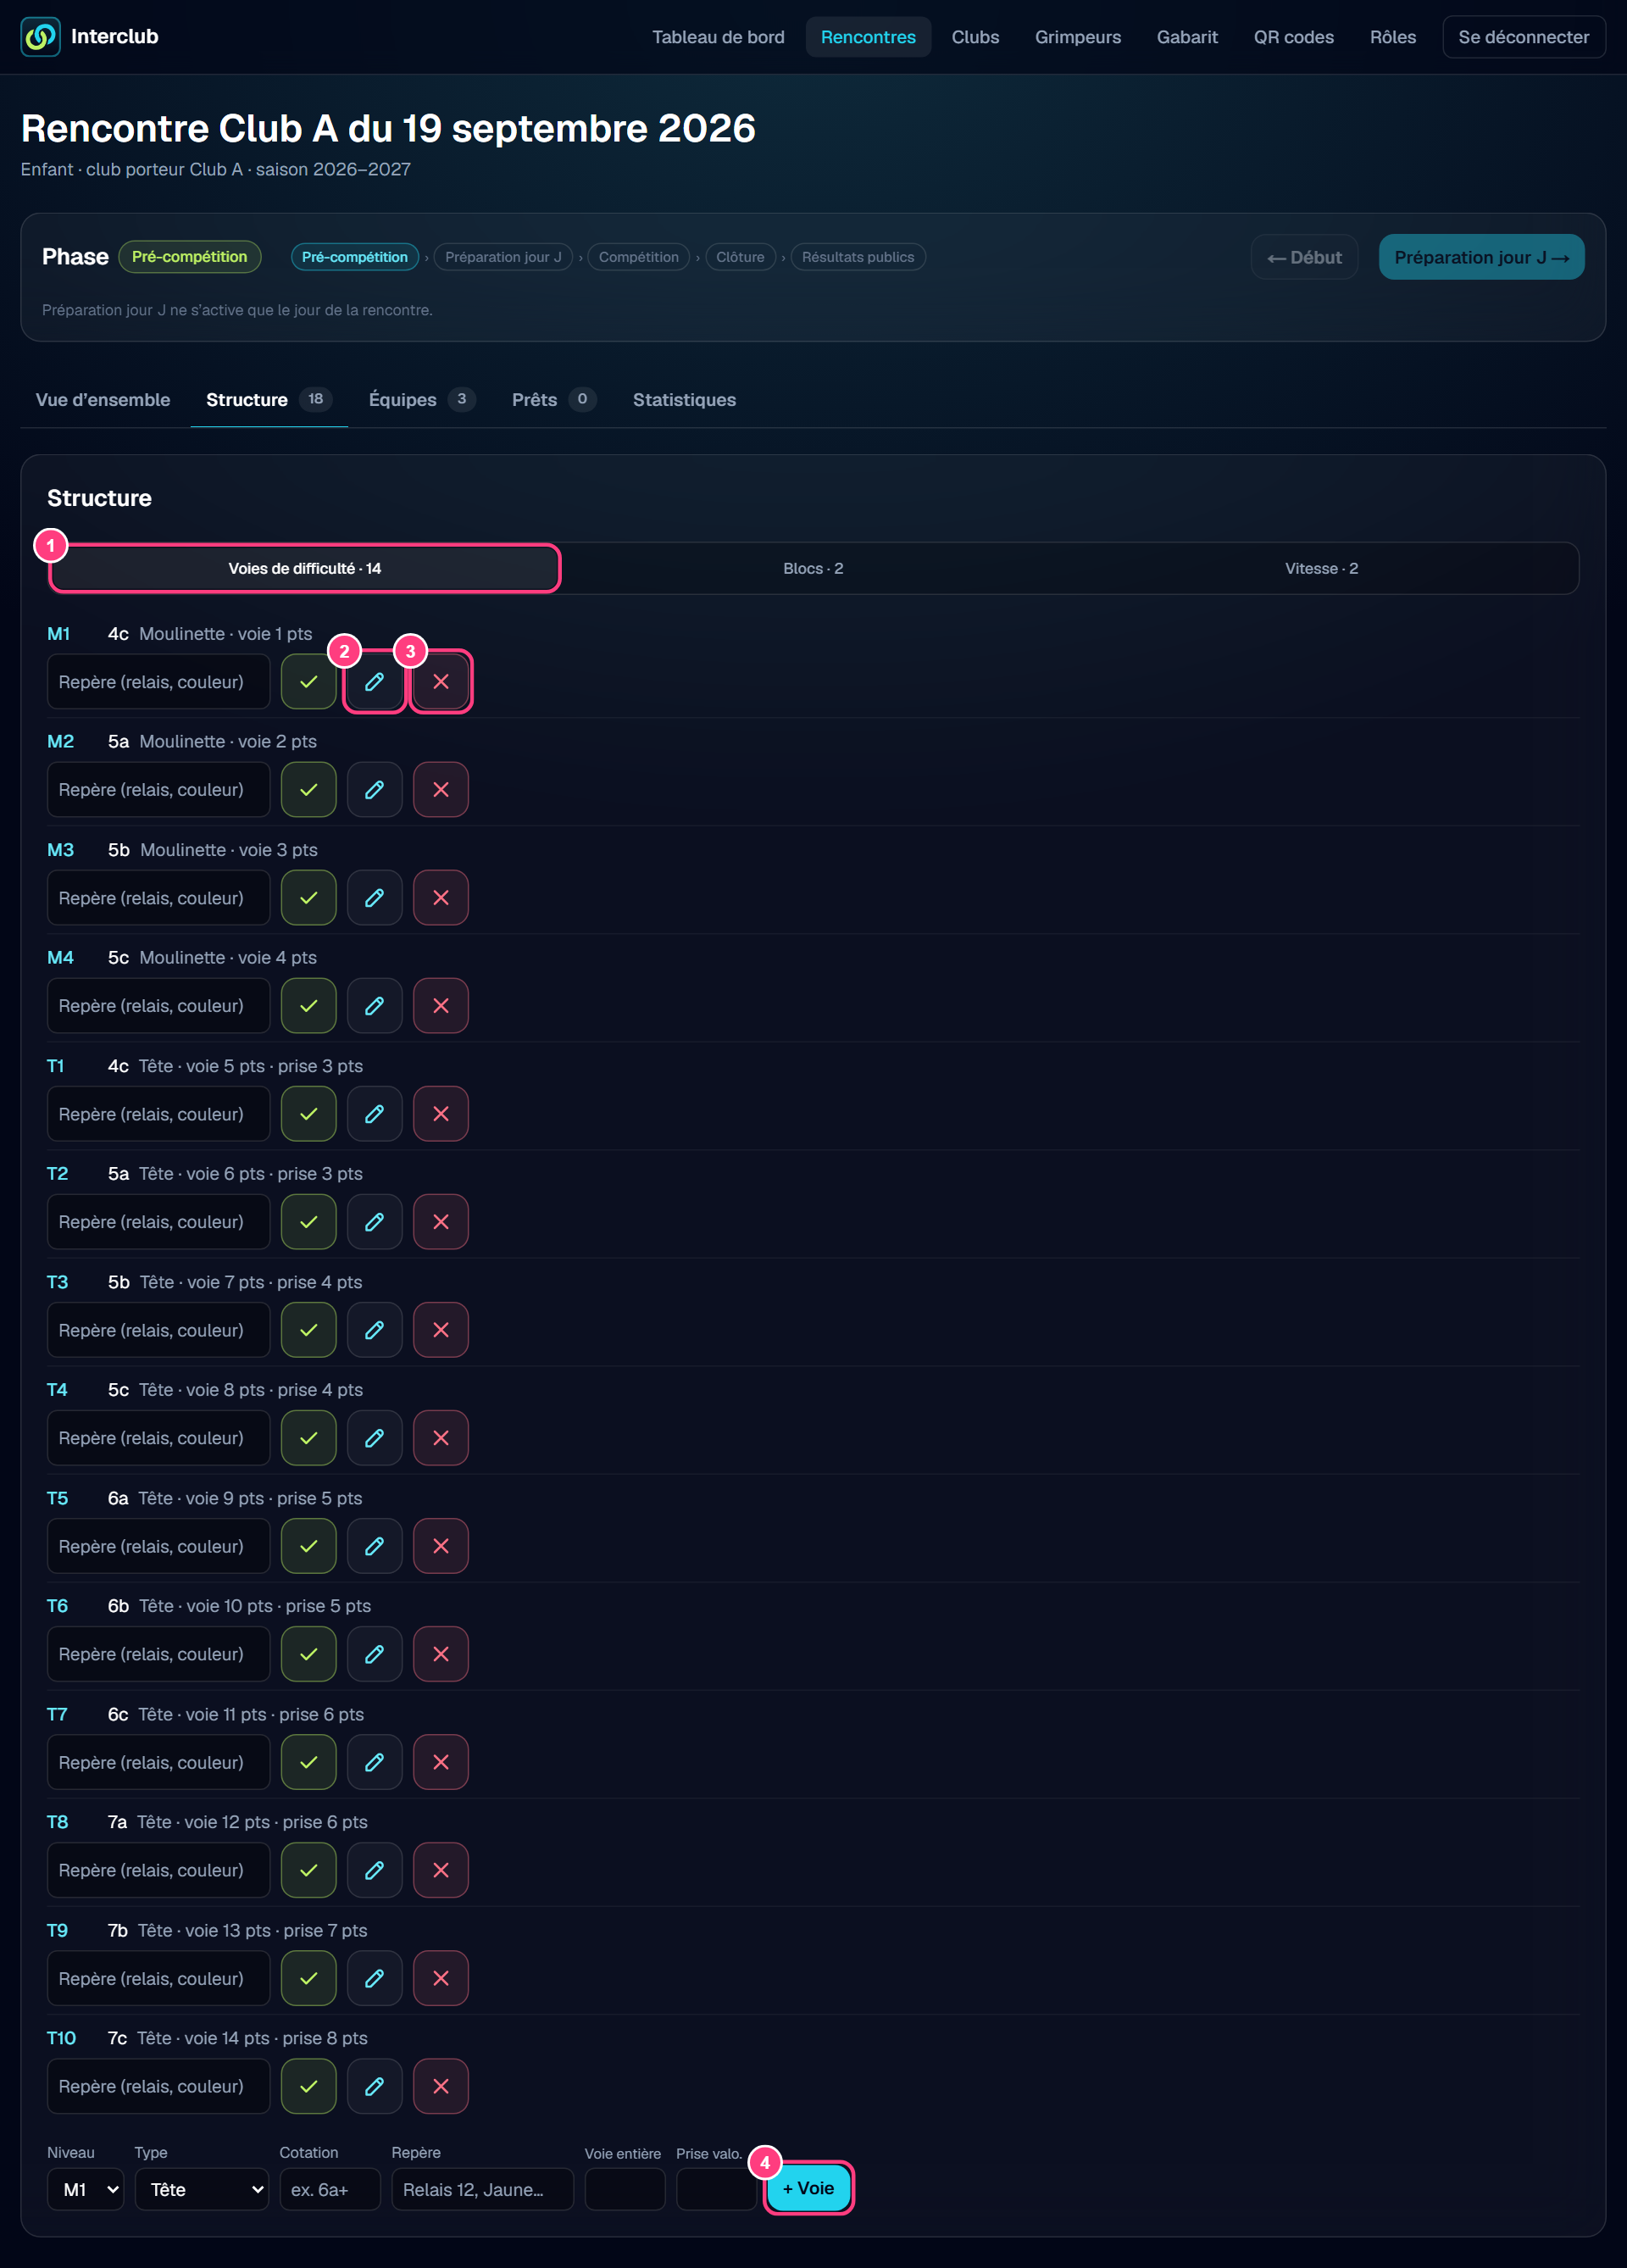 Interclub
Tableau de bord Rencontres Clubs Grimpeurs Gabarit QR codes Rôles Se déconnecter
Rencontre Club A du 19 septembre 2026
Enfant · club porteur Club A · saison 2026–2027
Phase Pré-compétition Pré-compétition › Préparation jour J › Compétition › Clôture › Résultats publics ← Début Préparation jour J →
Préparation jour J ne s’active que le jour de la rencontre.
Vue d’ensemble Structure 18 Équipes 3 Prêts 0 Statistiques
Structure
1
Voies de difficulté · 14 Blocs · 2 Vitesse · 2
M1 4c Moulinette · voie 1 pts
2 3
Repère (relais, couleur)
M2 5a Moulinette · voie 2 pts
Repère (relais, couleur)
M3 5b Moulinette · voie 3 pts
Repère (relais, couleur)
M4 5c Moulinette · voie 4 pts
Repère (relais, couleur)
T1 4c Tête · voie 5 pts · prise 3 pts
Repère (relais, couleur)
T2 5a Tête · voie 6 pts · prise 3 pts
Repère (relais, couleur)
T3 5b Tête · voie 7 pts · prise 4 pts
Repère (relais, couleur)
T4 5c Tête · voie 8 pts · prise 4 pts
Repère (relais, couleur)
T5 6a Tête · voie 9 pts · prise 5 pts
Repère (relais, couleur)
T6 6b Tête · voie 10 pts · prise 5 pts
Repère (relais, couleur)
T7 6c Tête · voie 11 pts · prise 6 pts
Repère (relais, couleur)
T8 7a Tête · voie 12 pts · prise 6 pts
Repère (relais, couleur)
T9 7b Tête · voie 13 pts · prise 7 pts
Repère (relais, couleur)
T10 7c Tête · voie 14 pts · prise 8 pts
Repère (relais, couleur)
Niveau Type Cotation Repère Voie entière Prise valo.
4
M1 Tête ex. 6a+ Relais 12, Jaune… + Voie